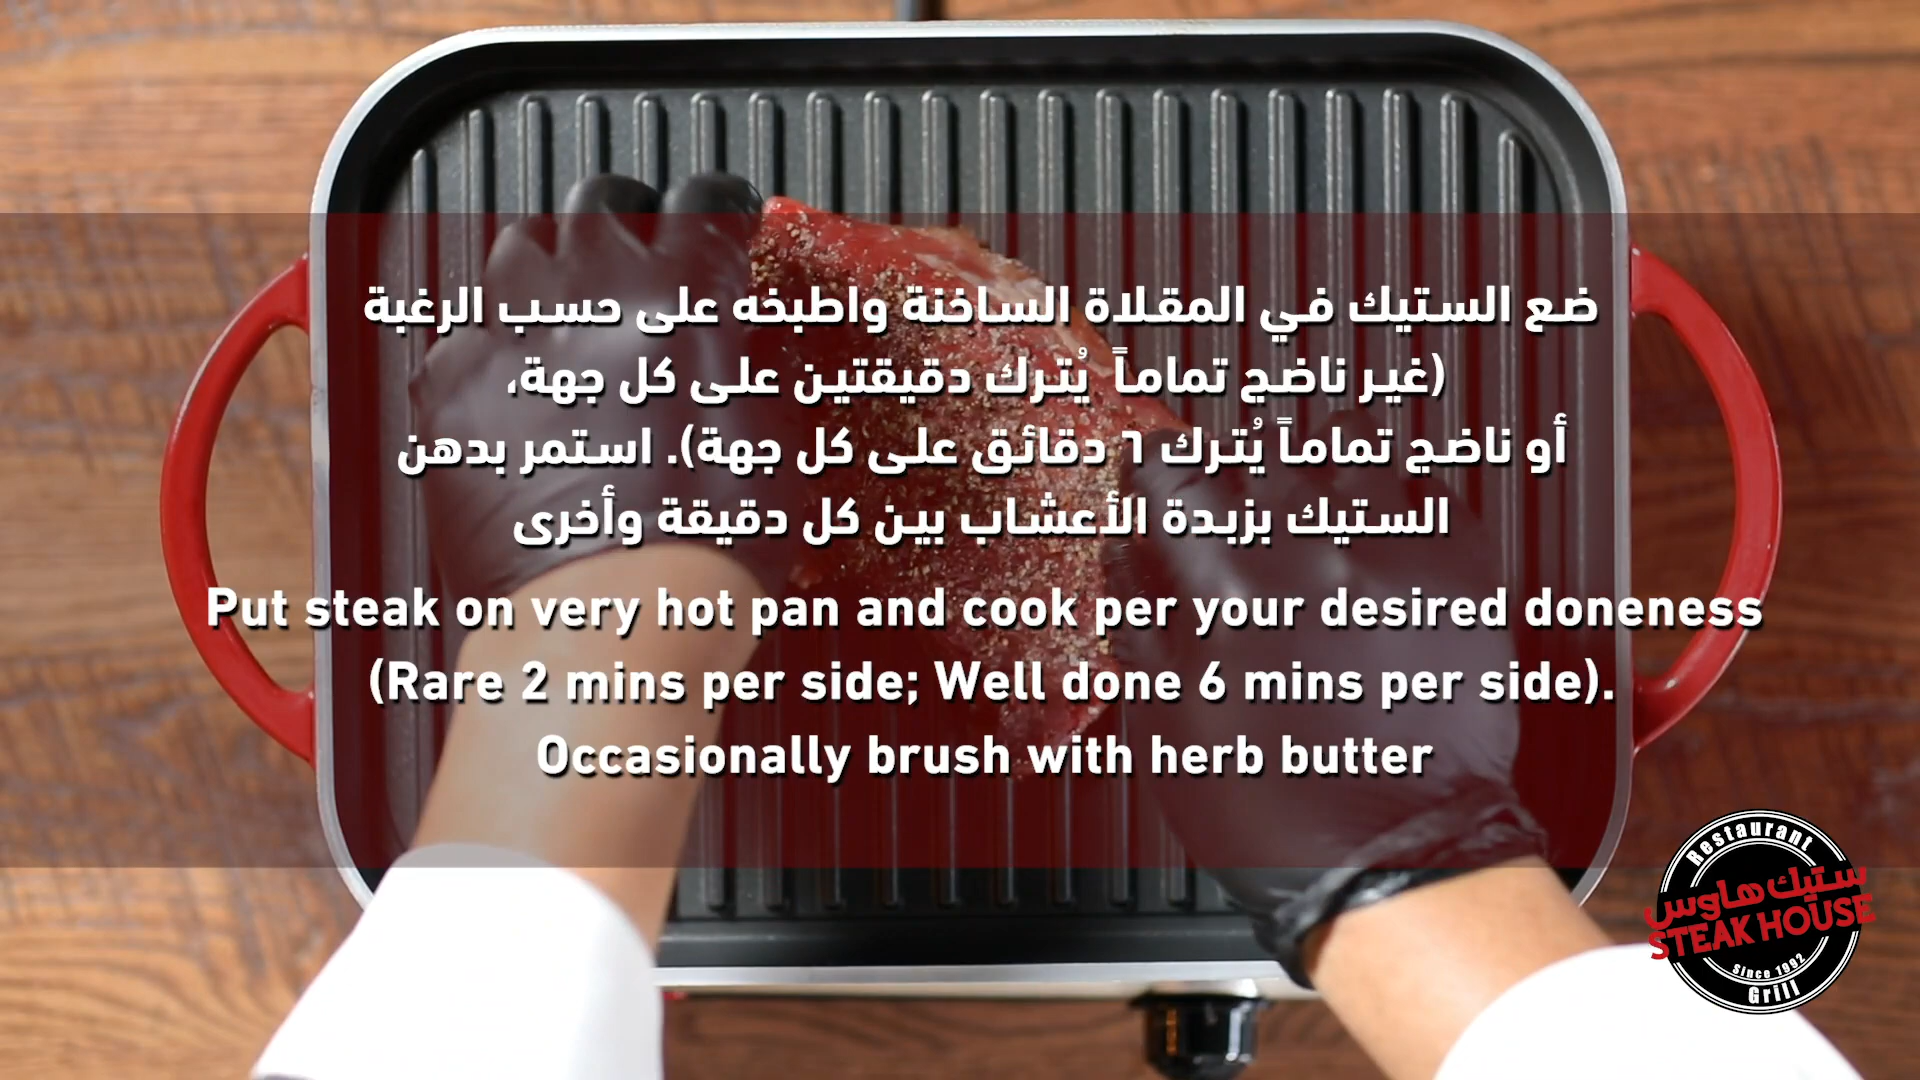 ضع الستيك في المقلاة الساخنة واطبخه على حسب الرغبة
(غير ناضج تماماً يُترك دقيقتين على كل جهة،
أو ناضج تماماً يُترك ٦ دقائق على كل جهة). استمر بدهن
الستيك بزبدة الأعشاب بين كل دقيقة وأخرى
Put steak on very hot pan and cook per your desired doneness
(Rare 2 mins per side; Well done 6 mins per side).
Occasionally brush with herb butter
Restaurant
ستيك هاوس
STEAK HOUSE
Since 1992
Grill